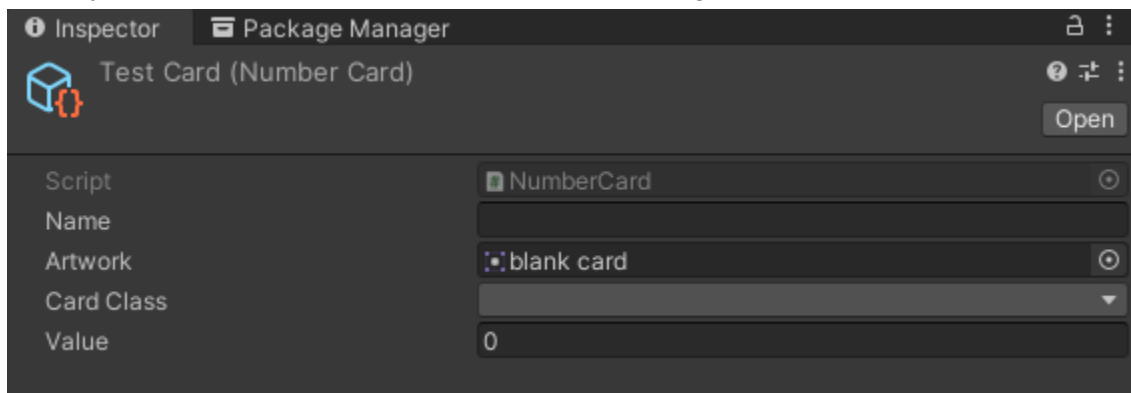 Inspector Package Manager
Test Card (Number Card)
Open
Script NumberCard
Name
Artwork blank card
Card Class
Value 0